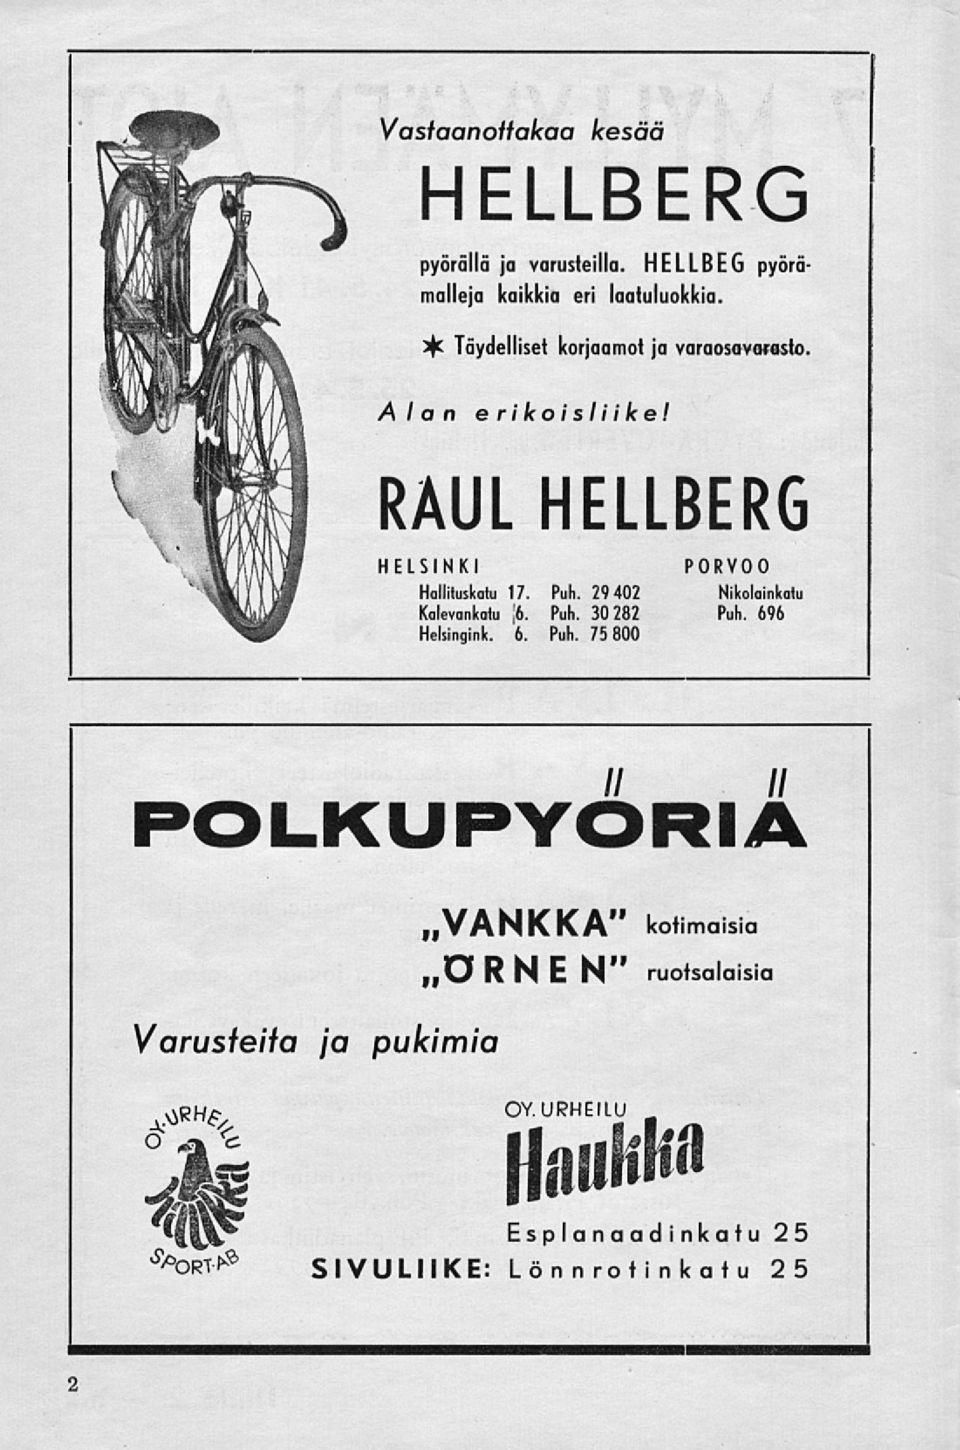 Vastaanottakaa kesää
HELLBERG
pyörällä ja varusteilla. HELLBEG pyörä-
malleja kaikkia eri laatuluokkia.
* Täydelliset korjaamot ja varaosavarasto.
Alan erikoisliike!
RAUL HELLBERG
HELSINKI
Hallituskatu 17. Puh. 29 402
Kalevankatu 6. Puh. 30 282
Helsingink. 6. Puh. 75 800
PORVOO
Nikolainkatu
Puh. 696
POLKUPYÖRIÄ
„VANKKA” kotimaisia
„ÖRNEN” ruotsalaisia
Varusteita ja pukimia
OY. URHEILU
SPORT-AB
OY. URHEILU
Haukka
Esplanaadinkatu 25
SIVULIIKE: Lönnrotinkatu 25
2